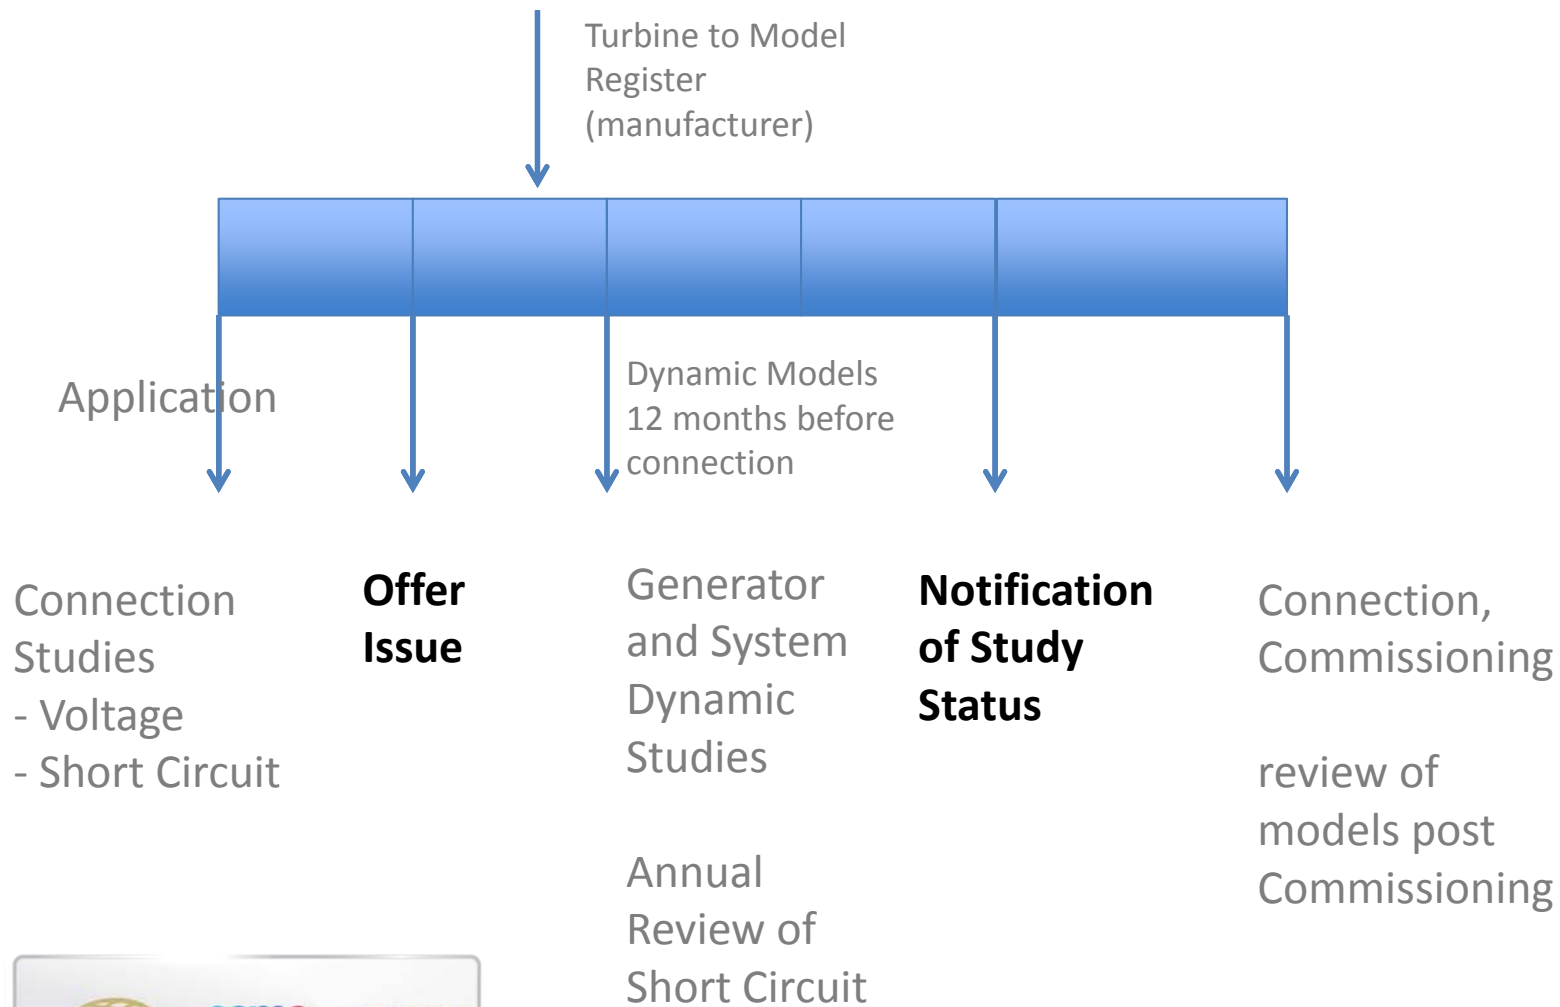 Turbine to Model
Register
(manufacturer)
Application
Dynamic Models
12 months before
connection
Connection
Studies
- Voltage
- Short Circuit
Offer
Issue
Generator
and System
Dynamic
Studies
Annual
Review of
Short Circuit
Notification
of Study
Status
Connection,
Commissioning
review of
models post
Commissioning